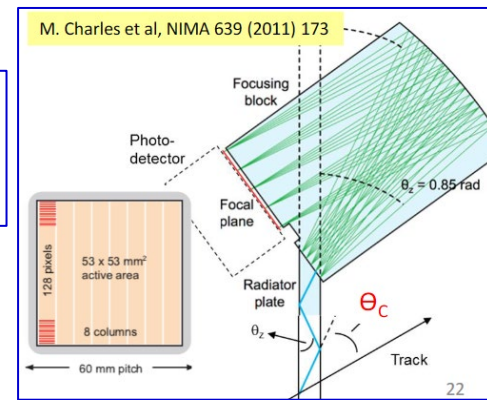 M. Charles et al, NIMA 639 (2011) 173
Focusing
block
Photo-
detector
θz = 0.85 rad
Focal
plane
128 pixels
53 x 53 mm²
active area
8 columns
60 mm pitch
Radiator
plate
θz
ΘC
Track
22